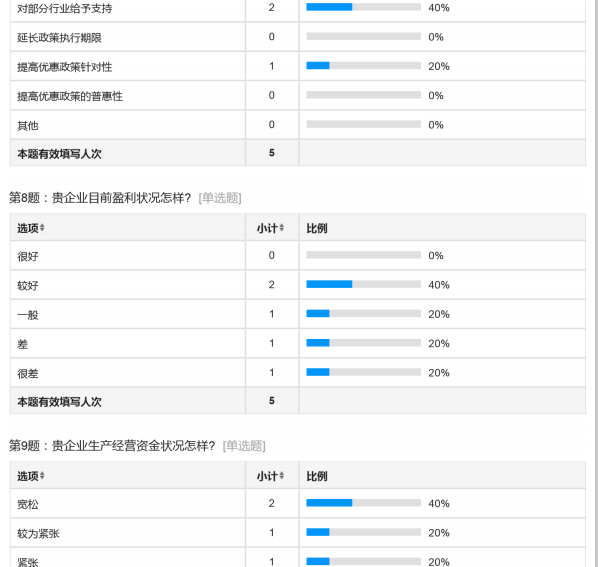 对部分行业给予支持 2 40%
延长政策执行期限 0 0%
提高优惠政策针对性 1 20%
提高优惠政策的普惠性 0 0%
其他 0 0%
本题有效填写人次 5
第8题：贵企业目前盈利状况怎样? [单选题]
选项 小计 比例
很好 0 0%
较好 2 40%
一般 1 20%
差 1 20%
很差 1 20%
本题有效填写人次 5
第9题：贵企业生产经营资金状况怎样? [单选题]
选项 小计 比例
宽松 2 40%
较为紧张 1 20%
紧张 1 20%